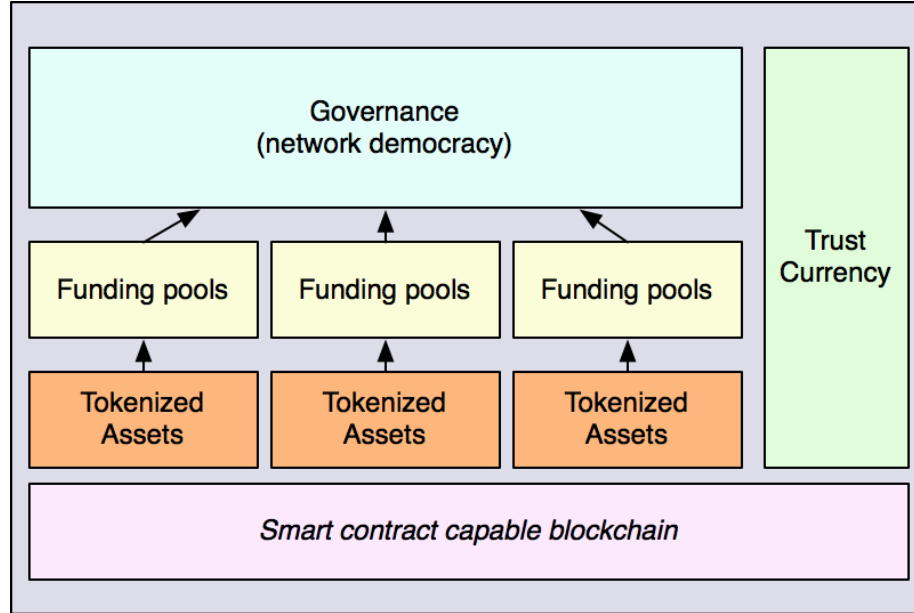 Governance
(network democracy)
Trust
Currency
Funding pools
Funding pools
Funding pools
Tokenized
Assets
Tokenized
Assets
Tokenized
Assets
Smart contract capable blockchain